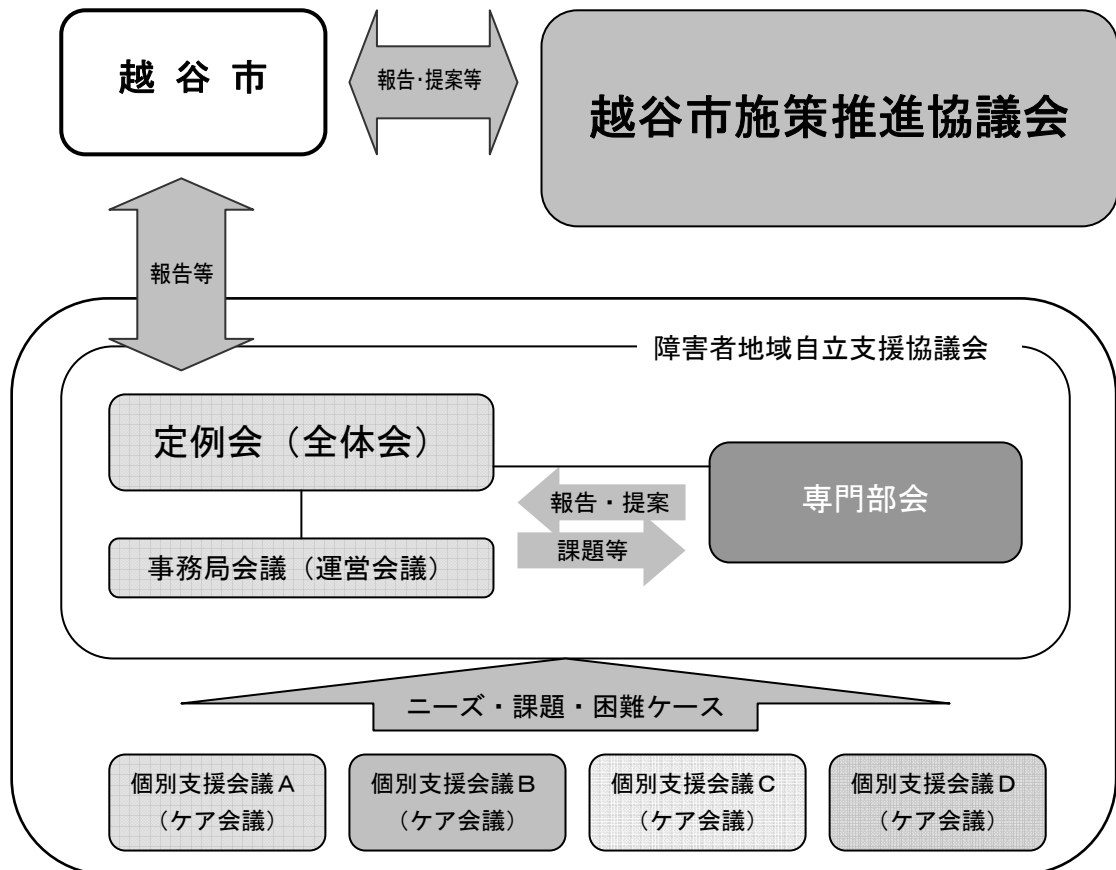 越 谷 市
報告・提案等
越谷市施策推進協議会
報告等
障害者地域自立支援協議会
定例会（全体会）
報告・提案
専門部会
課題等
事務局会議（運営会議）
ニーズ・課題・困難ケース
個別支援会議Ａ
（ケア会議）
個別支援会議Ｂ
（ケア会議）
個別支援会議Ｃ
（ケア会議）
個別支援会議Ｄ
（ケア会議）